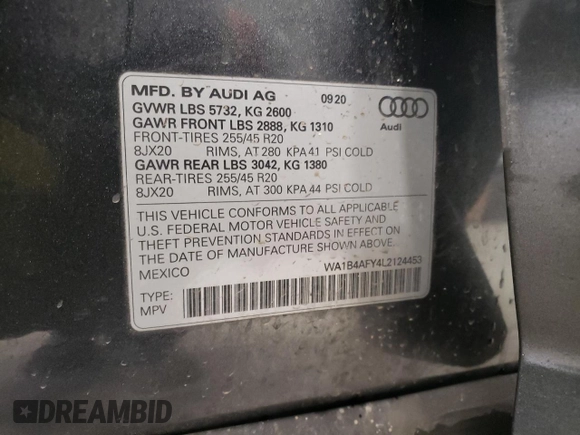 MFD. BY AUDI AG 09 20
GVWR LBS 5732, KG 2600
GAWR FRONT LBS 2888, KG 1310
FRONT-TIRES 255/45 R20
8JX20 RIMS, AT 280 KPA 41 PSI COLD
GAWR REAR LBS 3042, KG 1380
REAR-TIRES 255/45 R20
8JX20 RIMS, AT 300 KPA 44 PSI COLD
Audi
THIS VEHICLE CONFORMS TO ALL APPLICABLE
U.S. FEDERAL MOTOR VEHICLE SAFETY AND
THEFT PREVENTION STANDARDS IN EFFECT ON
THE DATE OF MANUFACTURE SHOWN ABOVE.
MEXICO WA1B4AFY4L2124453
TYPE:
MPV
DREAMBID